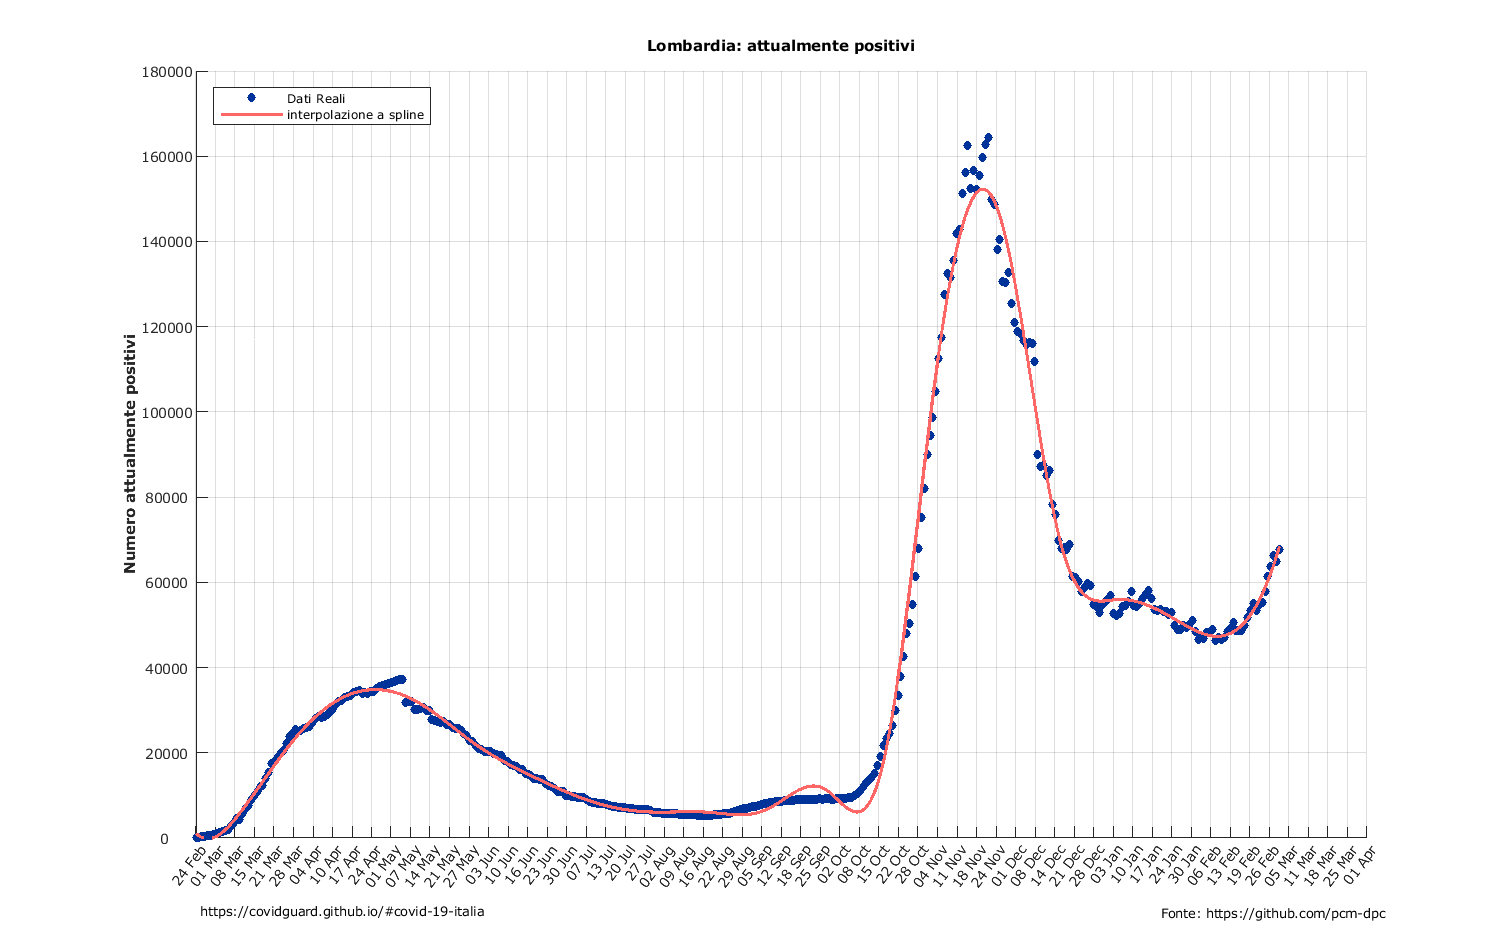 Lombardia: attualmente positivi
180000
160000
140000
120000
100000
80000
60000
40000
20000
0
Dati Reali
interpolazione a spline
Numero attualmente positivi
24 Feb
01 Mar
08 Mar
15 Mar
21 Mar
28 Mar
04 Apr
10 Apr
17 Apr
24 Apr
01 May
07 May
14 May
21 May
27 May
03 Jun
10 Jun
16 Jun
23 Jun
30 Jun
07 Jul
13 Jul
20 Jul
27 Jul
02 Aug
09 Aug
16 Aug
22 Aug
29 Aug
05 Sep
12 Sep
18 Sep
25 Sep
02 Oct
08 Oct
15 Oct
22 Oct
28 Oct
04 Nov
11 Nov
18 Nov
24 Nov
01 Dec
08 Dec
14 Dec
21 Dec
28 Dec
03 Jan
10 Jan
17 Jan
24 Jan
30 Jan
06 Feb
13 Feb
19 Feb
26 Feb
05 Mar
11 Mar
18 Mar
25 Mar
01 Apr
https://covidguard.github.io/#covid-19-italia
Fonte: https://github.com/pcm-dpc